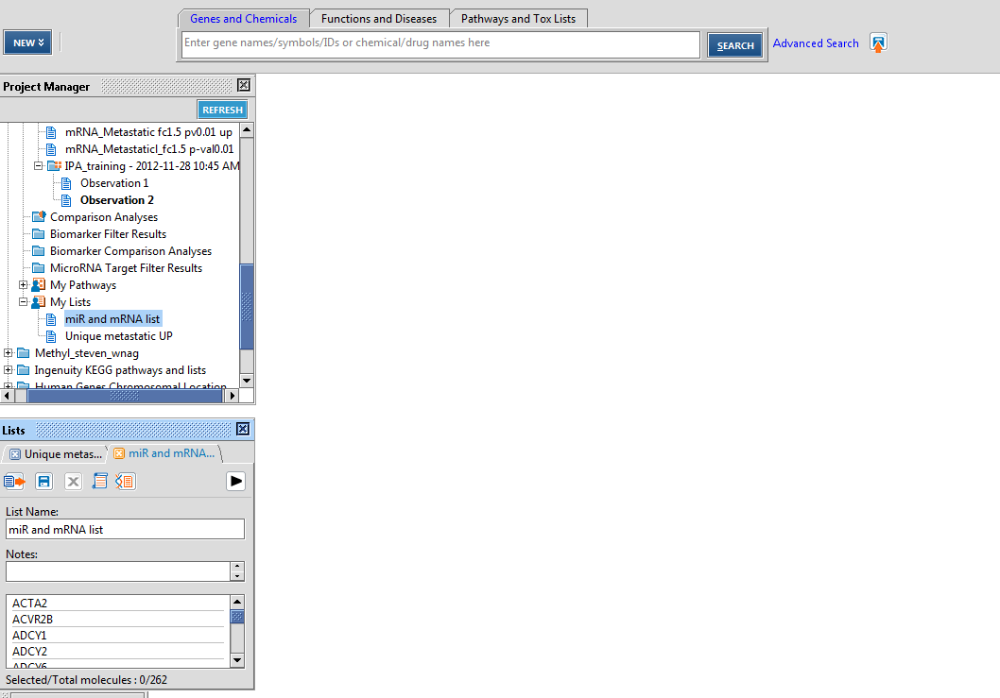 Genes and Chemicals Functions and Diseases Pathways and Tox Lists
NEW
Enter gene names/symbols/IDs or chemical/drug names here
SEARCH
Advanced Search
Project Manager
REFRESH
mRNA_Metastatic fc1.5 pv0.01 up
mRNA_Metastaticl_fc1.5 p-val0.01
IPA_training - 2012-11-28 10:45 AM
Observation 1
Observation 2
Comparison Analyses
Biomarker Filter Results
Biomarker Comparison Analyses
MicroRNA Target Filter Results
My Pathways
My Lists
miR and mRNA list
Unique metastatic UP
Methyl_steven_wnag
Ingenuity KEGG pathways and lists
Human Genes Chromosomal Location
Lists
Unique metas... miR and mRNA...
List Name:
miR and mRNA list
Notes:
ACTA2
ACVR2B
ADCY1
ADCY2
ADCY6
Selected/Total molecules : 0/262